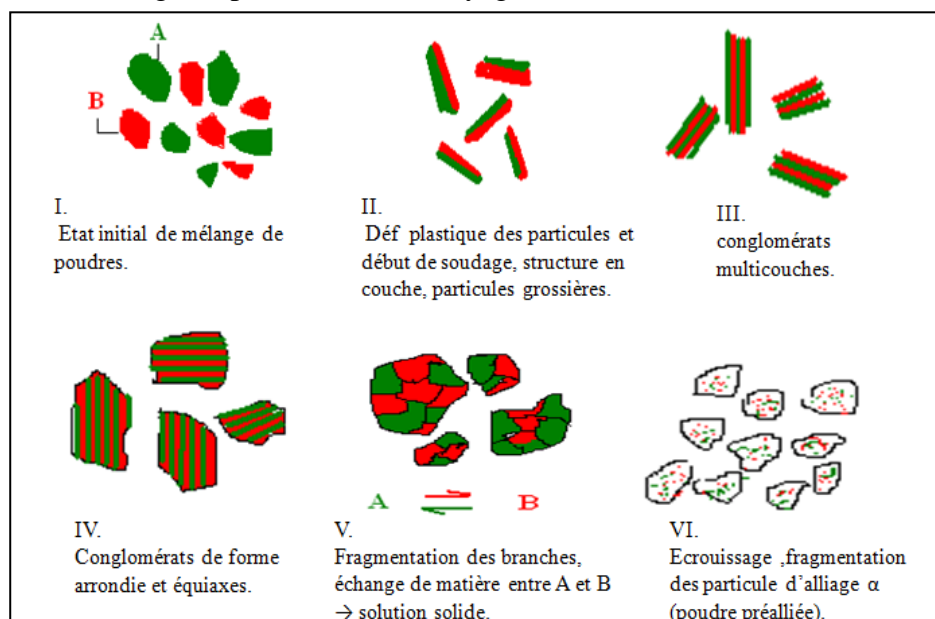 A
B
I.
Etat initial de mélange de
poudres.
II.
Déf plastique des particules et
début de soudage, structure en
couche, particules grossières.
III.
conglomérats
multicouches.
IV.
Conglomérats de forme
arrondie et équiaxes.
A B
V.
Fragmentation des branches,
échange de matière entre A et B
→ solution solide.
VI.
Ecrouissage ,fragmentation
des particule d’alliage α
(poudre préalliée).